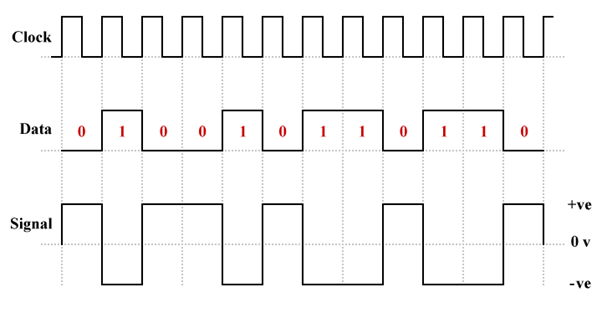 Clock
Data 0 1 0 0 1 0 1 1 0 1 1 0
+ve
Signal
0 v
-ve